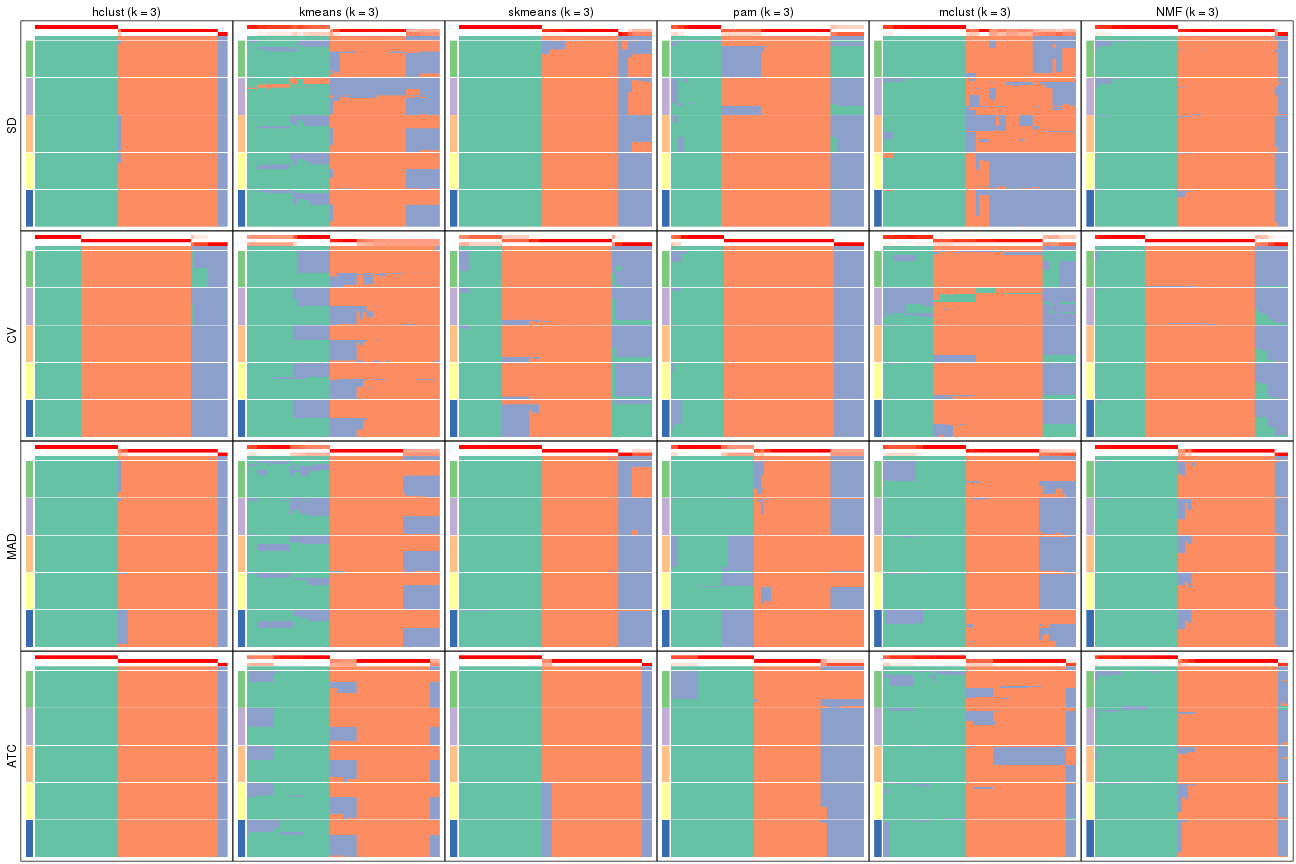 hclust (k = 3) kmeans (k = 3) skmeans (k = 3) pam (k = 3) mclust (k = 3) NMF (k = 3)
SD
CV
MAD
ATC